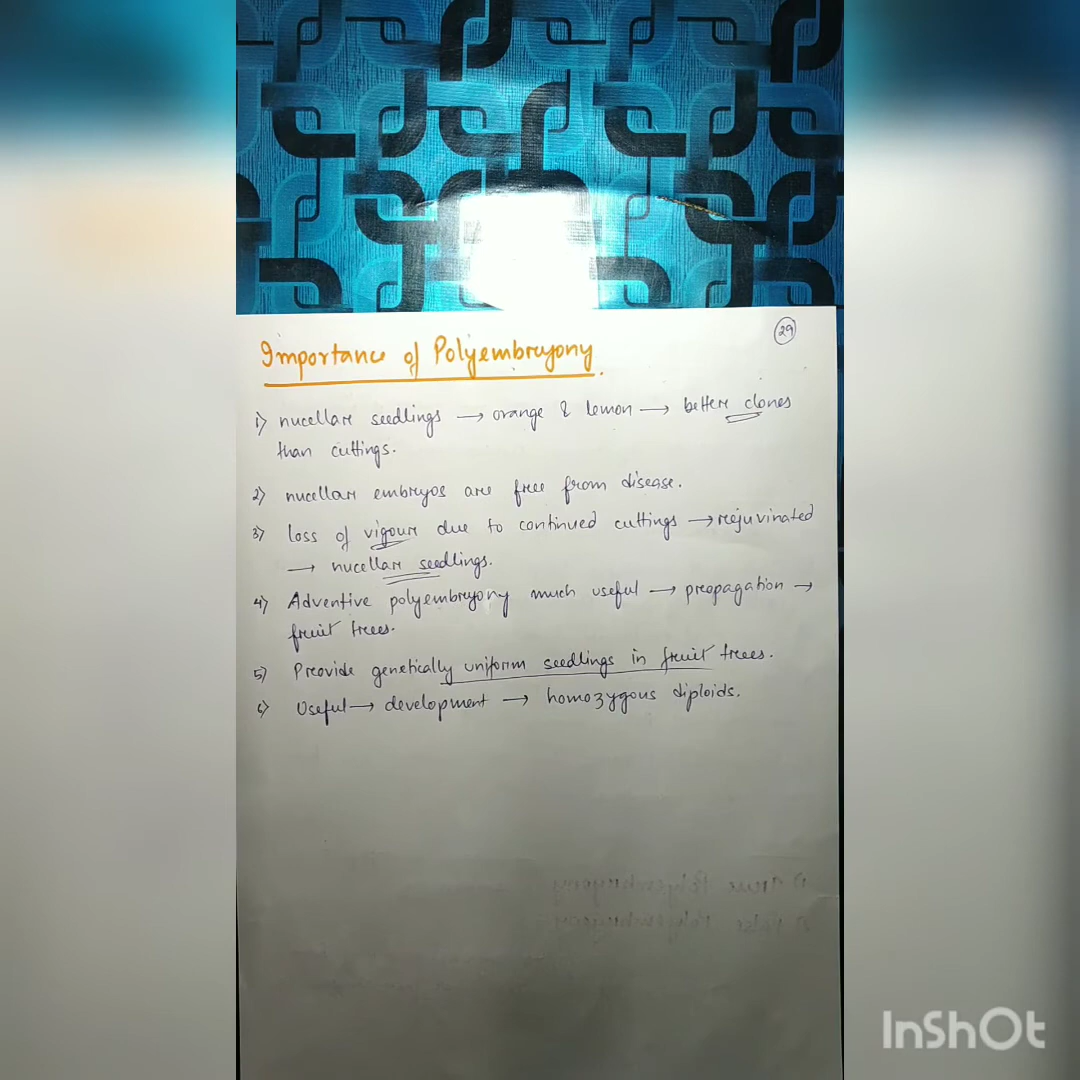 29
Importance of Polyembryony.
1) nucellar seedlings → orange & lemon → better clones
than cuttings.
2) nucellar embryos are free from disease.
3) loss of vigour due to continued cuttings → rejuvinated
→ nucellar seedlings.
4) Adventive polyembryony much useful → propagation →
fruit trees.
5) Provide genetically uniform seedlings in fruit trees.
6) Useful → development → homozygous diploids.
InShOt